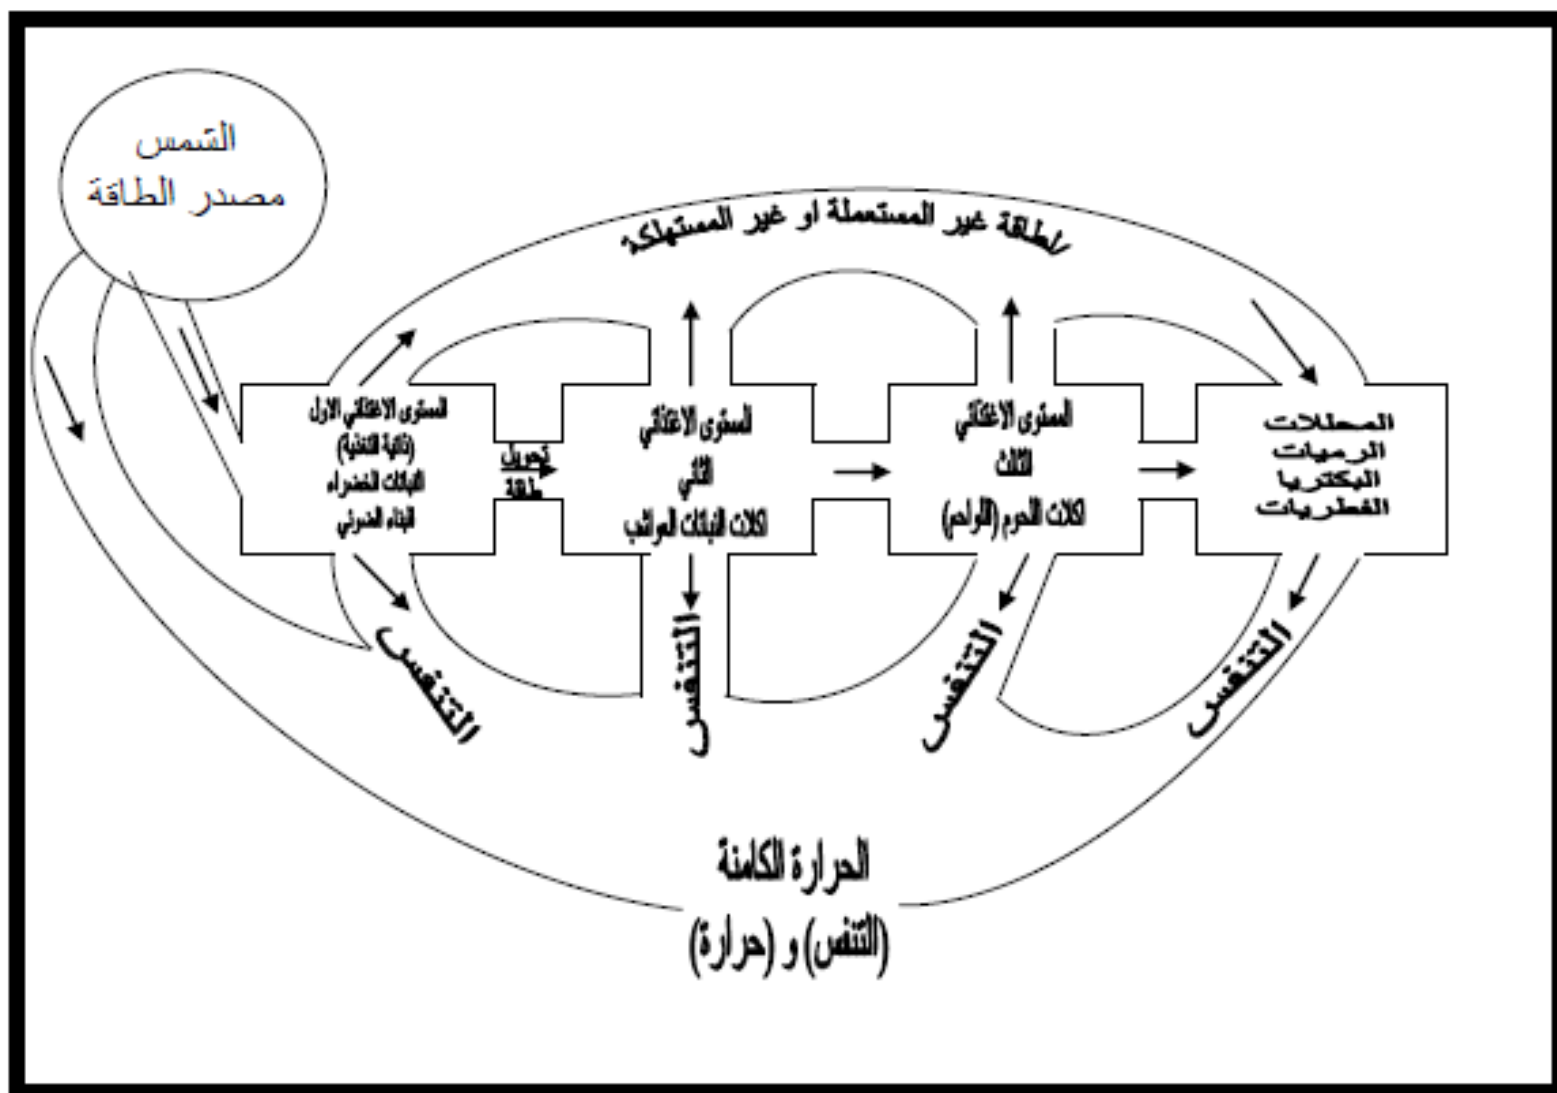 الشمس
مصدر الطاقة
الطاقة غير المستعملة او غير المستهلكة
المستوى الاغتذائي الاول
(ذاتية التغذية)
النباتات الخضراء
البناء الضوئي
تحويل
طاقة
المستوى الاغتذائي
الثاني
اكلات النباتات العواشب
المستوى الاغتذائي
الثالث
اكلات اللحوم (اللواحم)
المحللات
الرميات
البكتريا
الفطريات
التنفس
التنفس
التنفس
التنفس
الحرارة الكامنة
(التنفس) و (حرارة)